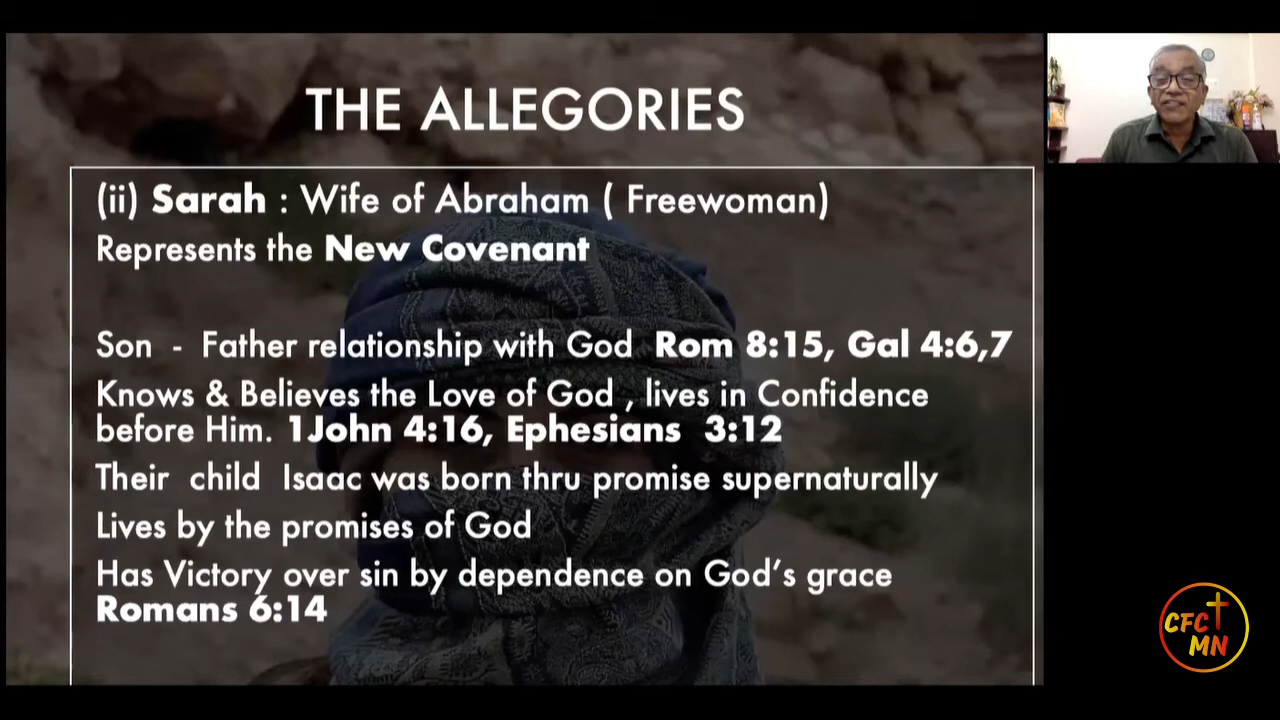 THE ALLEGORIES
(ii) Sarah : Wife of Abraham ( Freewoman)
Represents the New Covenant
Son - Father relationship with God Rom 8:15, Gal 4:6,7
Knows & Believes the Love of God , lives in Confidence
before Him. 1John 4:16, Ephesians 3:12
Their child Isaac was born thru promise supernaturally
Lives by the promises of God
Has Victory over sin by dependence on God's grace
Romans 6:14
CFC
MN